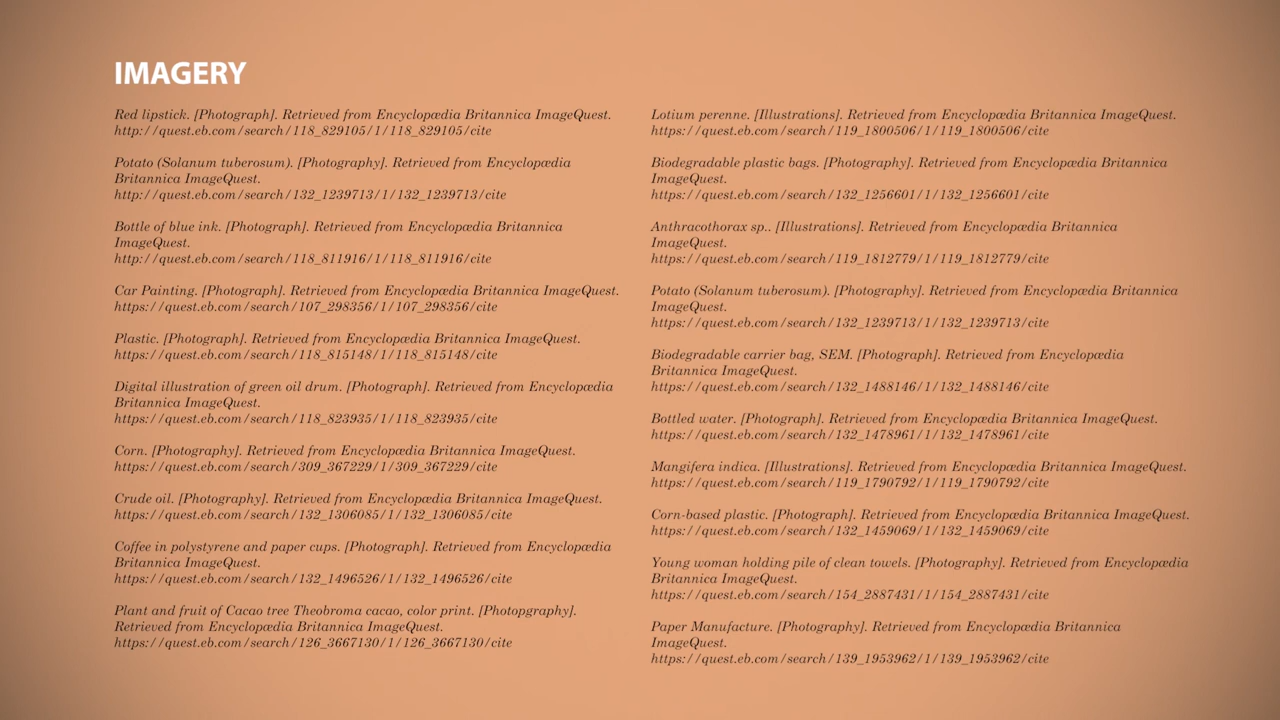 IMAGERY
Red lipstick. [Photograph]. Retrieved from Encyclopædia Britannica ImageQuest.
http://quest.eb.com/search/118_829105/1/118_829105/cite
Potato (Solanum tuberosum). [Photography]. Retrieved from Encyclopædia
Britannica ImageQuest.
http://quest.eb.com/search/132_1239713/1/132_1239713/cite
Bottle of blue ink. [Photograph]. Retrieved from Encyclopædia Britannica
ImageQuest.
http://quest.eb.com/search/118_811916/1/118_811916/cite
Car Painting. [Photograph]. Retrieved from Encyclopædia Britannica ImageQuest.
https://quest.eb.com/search/107_298356/1/107_298356/cite
Plastic. [Photograph]. Retrieved from Encyclopædia Britannica ImageQuest.
https://quest.eb.com/search/118_815148/1/118_815148/cite
Digital illustration of green oil drum. [Photograph]. Retrieved from Encyclopædia
Britannica ImageQuest.
https://quest.eb.com/search/118_823935/1/118_823935/cite
Corn. [Photography]. Retrieved from Encyclopædia Britannica ImageQuest.
https://quest.eb.com/search/309_367229/1/309_367229/cite
Crude oil. [Photography]. Retrieved from Encyclopædia Britannica ImageQuest.
https://quest.eb.com/search/132_1306085/1/132_1306085/cite
Coffee in polystyrene and paper cups. [Photograph]. Retrieved from Encyclopædia
Britannica ImageQuest.
https://quest.eb.com/search/132_1496526/1/132_1496526/cite
Plant and fruit of Cacao tree Theobroma cacao, color print. [Photopgraphy].
Retrieved from Encyclopædia Britannica ImageQuest.
https://quest.eb.com/search/126_3667130/1/126_3667130/cite
Lotium perenne. [Illustrations]. Retrieved from Encyclopædia Britannica ImageQuest.
https://quest.eb.com/search/119_1800506/1/119_1800506/cite
Biodegradable plastic bags. [Photography]. Retrieved from Encyclopædia Britannica
ImageQuest.
https://quest.eb.com/search/132_1256601/1/132_1256601/cite
Anthracothorax sp.. [Illustrations]. Retrieved from Encyclopædia Britannica
ImageQuest.
https://quest.eb.com/search/119_1812779/1/119_1812779/cite
Potato (Solanum tuberosum). [Photography]. Retrieved from Encyclopædia Britannica
ImageQuest.
https://quest.eb.com/search/132_1239713/1/132_1239713/cite
Biodegradable carrier bag, SEM. [Photograph]. Retrieved from Encyclopædia
Britannica ImageQuest.
https://quest.eb.com/search/132_1488146/1/132_1488146/cite
Bottled water. [Photograph]. Retrieved from Encyclopædia Britannica ImageQuest.
https://quest.eb.com/search/132_1478961/1/132_1478961/cite
Mangifera indica. [Illustrations]. Retrieved from Encyclopædia Britannica ImageQuest.
https://quest.eb.com/search/119_1790792/1/119_1790792/cite
Corn-based plastic. [Photograph]. Retrieved from Encyclopædia Britannica ImageQuest.
https://quest.eb.com/search/132_1459069/1/132_1459069/cite
Young woman holding pile of clean towels. [Photography]. Retrieved from Encyclopædia
Britannica ImageQuest.
https://quest.eb.com/search/154_2887431/1/154_2887431/cite
Paper Manufacture. [Photography]. Retrieved from Encyclopædia Britannica
ImageQuest.
https://quest.eb.com/search/139_1953962/1/139_1953962/cite